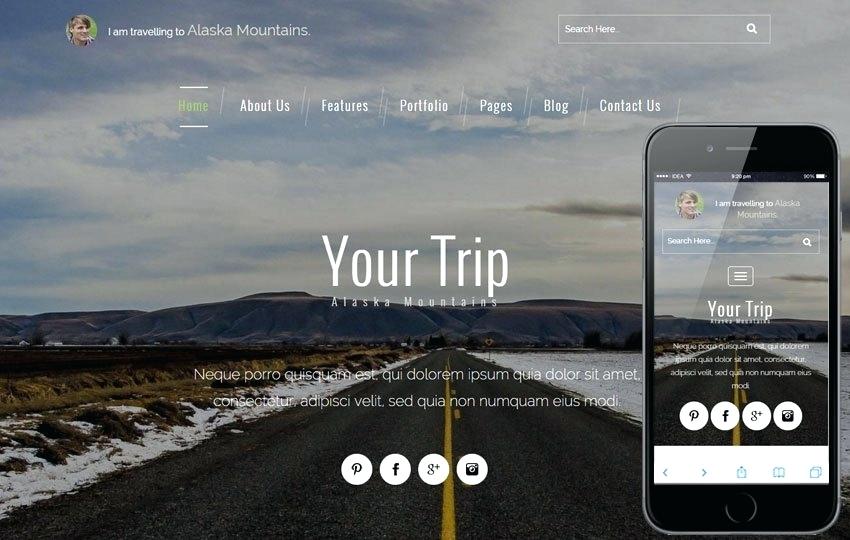 I am travelling to Alaska Mountains.
Search Here...
Home
About Us
Features
Portfolio
Pages
Blog
Contact Us
Your Trip
Alaska Mountains
Neque porro quisquam est, qui dolorem ipsum quia dolor sit amet,
consectetur, adipisci velit, sed quia non numquam eius modi.
g+
IDEA
9:20 pm
90%
I am travelling to Alaska
Mountains.
Search Here...
Your Trip
Alaska Mountains
Neque porro quisquam est, qui dolorem
ipsum quia dolor sit amet, consectetur,
adipisci velit, sed quia non numquam eius
modi.
g+